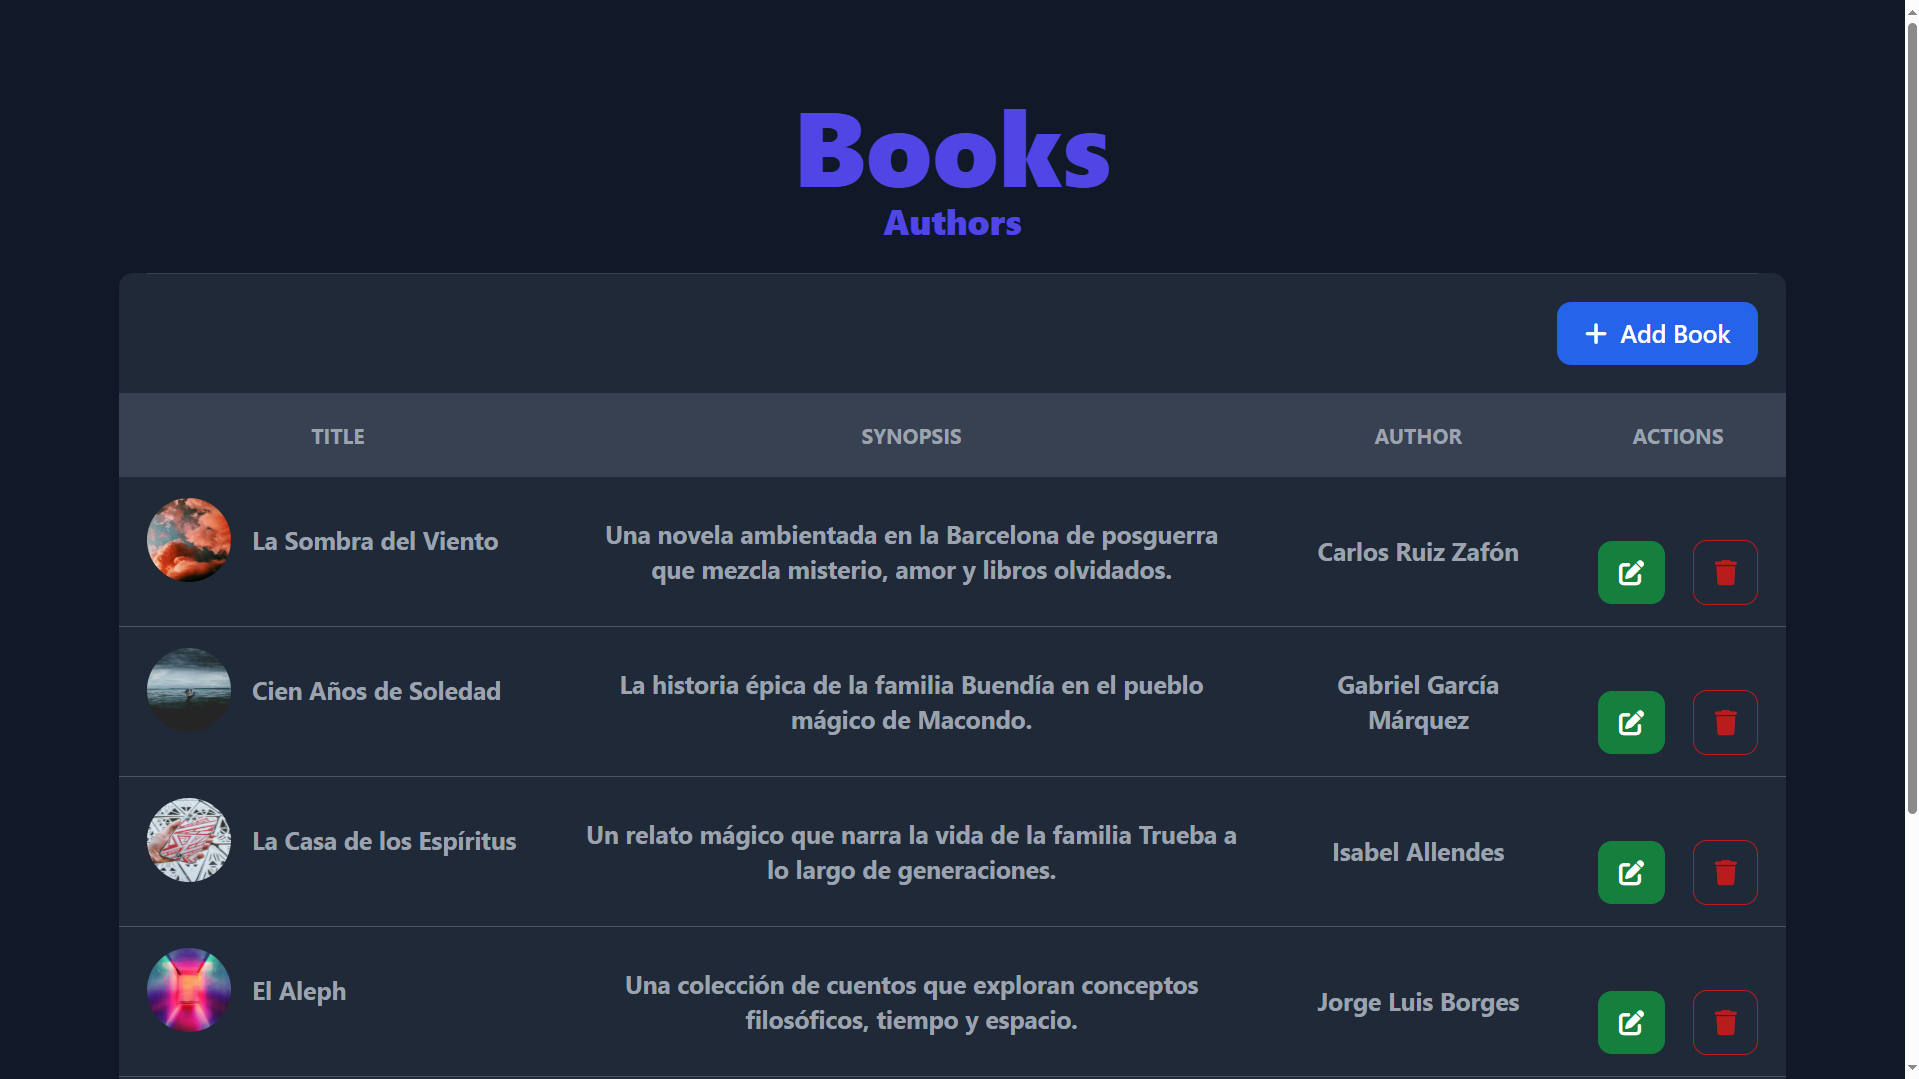 Books
Authors
Add Book
TITLE SYNOPSIS AUTHOR ACTIONS
La Sombra del Viento
Una novela ambientada en la Barcelona de posguerra
que mezcla misterio, amor y libros olvidados.
Carlos Ruiz Zafón
Cien Años de Soledad
La historia épica de la familia Buendía en el pueblo
mágico de Macondo.
Gabriel García
Márquez
La Casa de los Espíritus
Un relato mágico que narra la vida de la familia Trueba a
lo largo de generaciones.
Isabel Allendes
El Aleph
Una colección de cuentos que exploran conceptos
filosóficos, tiempo y espacio.
Jorge Luis Borges